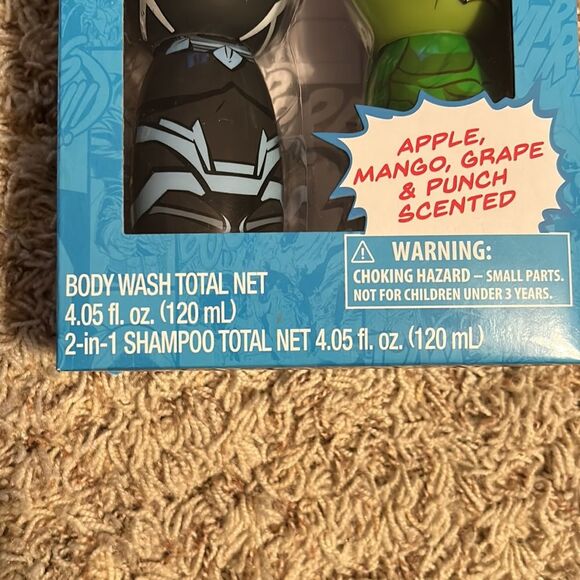 APPLE,
MANGO, GRAPE
& PUNCH
SCENTED
WARNING:
CHOKING HAZARD – SMALL PARTS.
NOT FOR CHILDREN UNDER 3 YEARS.
BODY WASH TOTAL NET
4.05 fl. oz. (120 mL)
2-in-1 SHAMPOO TOTAL NET 4.05 fl. oz. (120 mL)